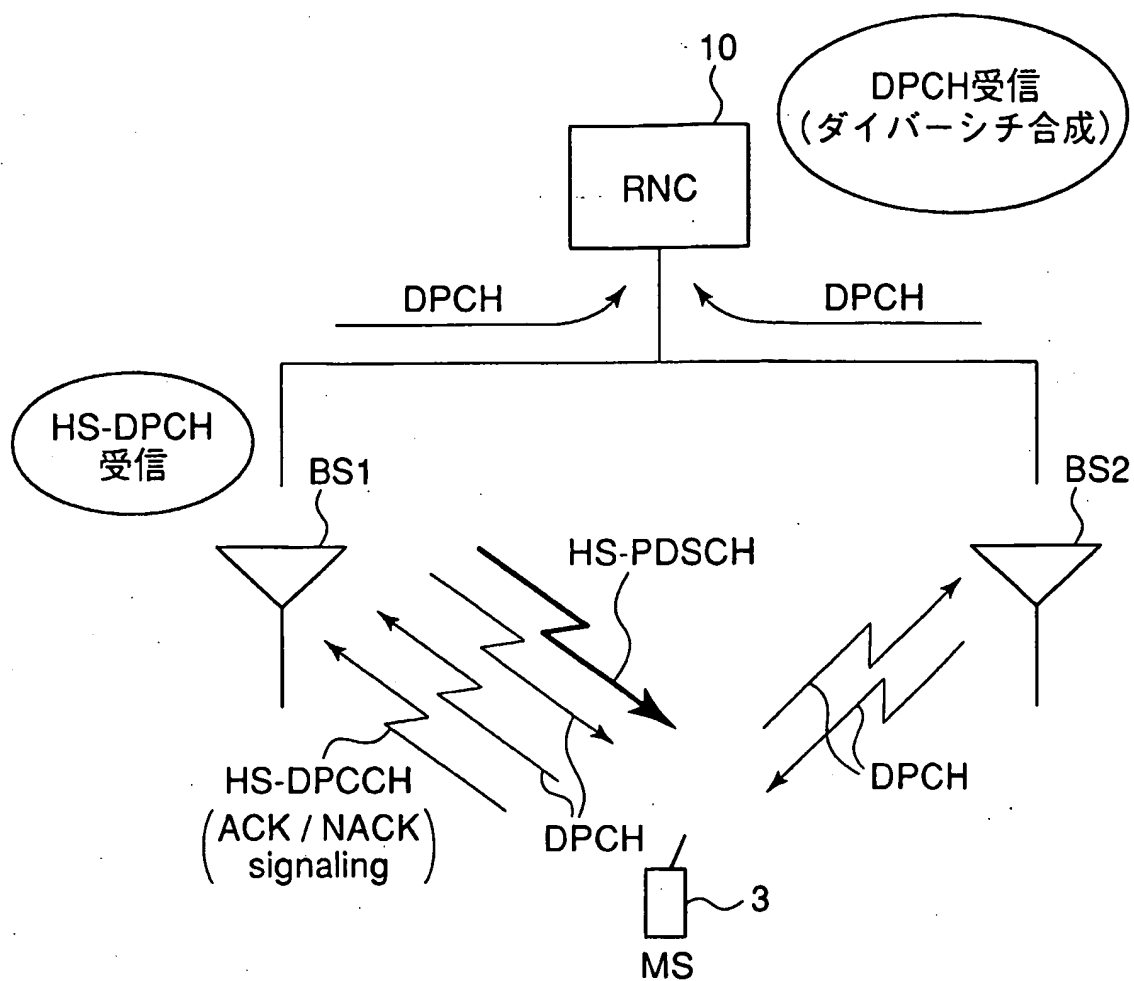 10
DPCH受信
(ダイバーシチ合成)
RNC
DPCH
DPCH
HS-DPCH
受信
BS1
BS2
HS-PDSCH
HS-DPCCH
(ACK / NACK
signaling)
DPCH
DPCH
3
MS